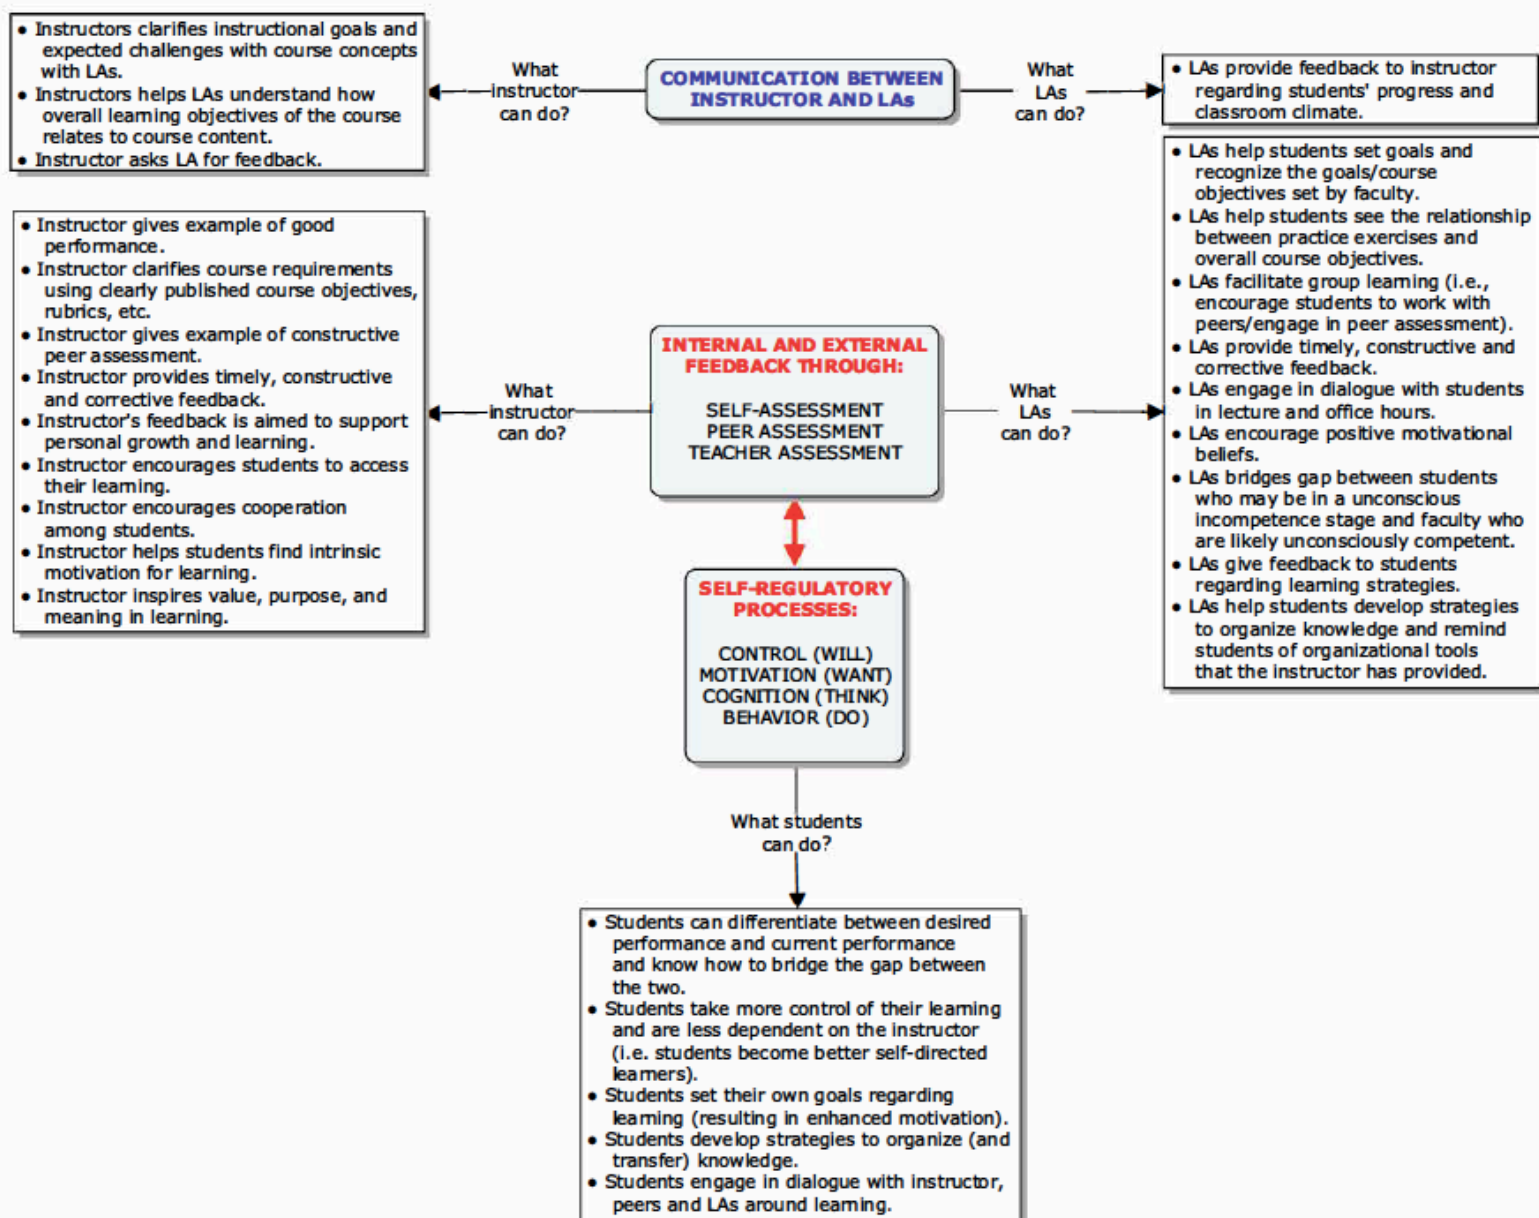 • Instructors clarifies instructional goals and
expected challenges with course concepts
with LAs.
• Instructors helps LAs understand how
overall learning objectives of the course
relates to course content.
• Instructor asks LA for feedback.
What
instructor
can do?
COMMUNICATION BETWEEN
INSTRUCTOR AND LAs
What
LAs
can do?
• LAs provide feedback to instructor
regarding students' progress and
classroom climate.
• Instructor gives example of good
performance.
• Instructor clarifies course requirements
using clearly published course objectives,
rubrics, etc.
• Instructor gives example of constructive
peer assessment.
• Instructor provides timely, constructive
and corrective feedback.
• Instructor's feedback is aimed to support
personal growth and learning.
• Instructor encourages students to access
their learning.
• Instructor encourages cooperation
among students.
• Instructor helps students find intrinsic
motivation for learning.
• Instructor inspires value, purpose, and
meaning in learning.
What
instructor
can do?
INTERNAL AND EXTERNAL
FEEDBACK THROUGH:
SELF-ASSESSMENT
PEER ASSESSMENT
TEACHER ASSESSMENT
What
LAs
can do?
• LAs help students set goals and
recognize the goals/course
objectives set by faculty.
• LAs help students see the relationship
between practice exercises and
overall course objectives.
• LAs facilitate group learning (i.e.,
encourage students to work with
peers/engage in peer assessment).
• LAs provide timely, constructive and
corrective feedback.
• LAs engage in dialogue with students
in lecture and office hours.
• LAs encourage positive motivational
beliefs.
• LAs bridges gap between students
who may be in a unconscious
incompetence stage and faculty who
are likely unconsciously competent.
• LAs give feedback to students
regarding learning strategies.
• LAs help students develop strategies
to organize knowledge and remind
students of organizational tools
that the instructor has provided.
SELF-REGULATORY
PROCESSES:
CONTROL (WILL)
MOTIVATION (WANT)
COGNITION (THINK)
BEHAVIOR (DO)
What students
can do?
• Students can differentiate between desired
performance and current performance
and know how to bridge the gap between
the two.
• Students take more control of their learning
and are less dependent on the instructor
(i.e. students become better self-directed
learners).
• Students set their own goals regarding
learning (resulting in enhanced motivation).
• Students develop strategies to organize (and
transfer) knowledge.
• Students engage in dialogue with instructor,
peers and LAs around learning.